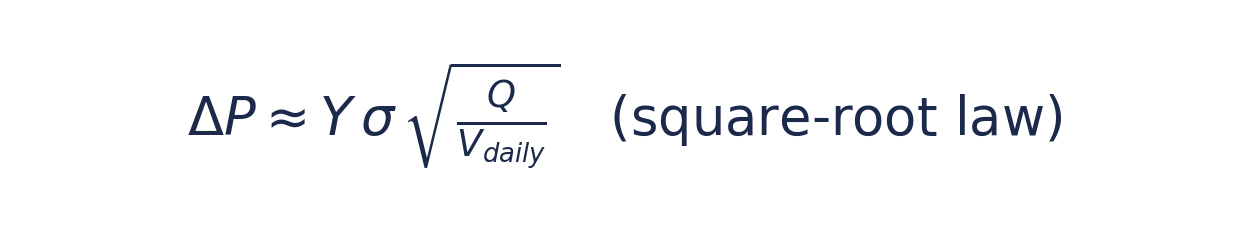 ΔP ≈ Y σ √(Q / V_daily) (square-root law)